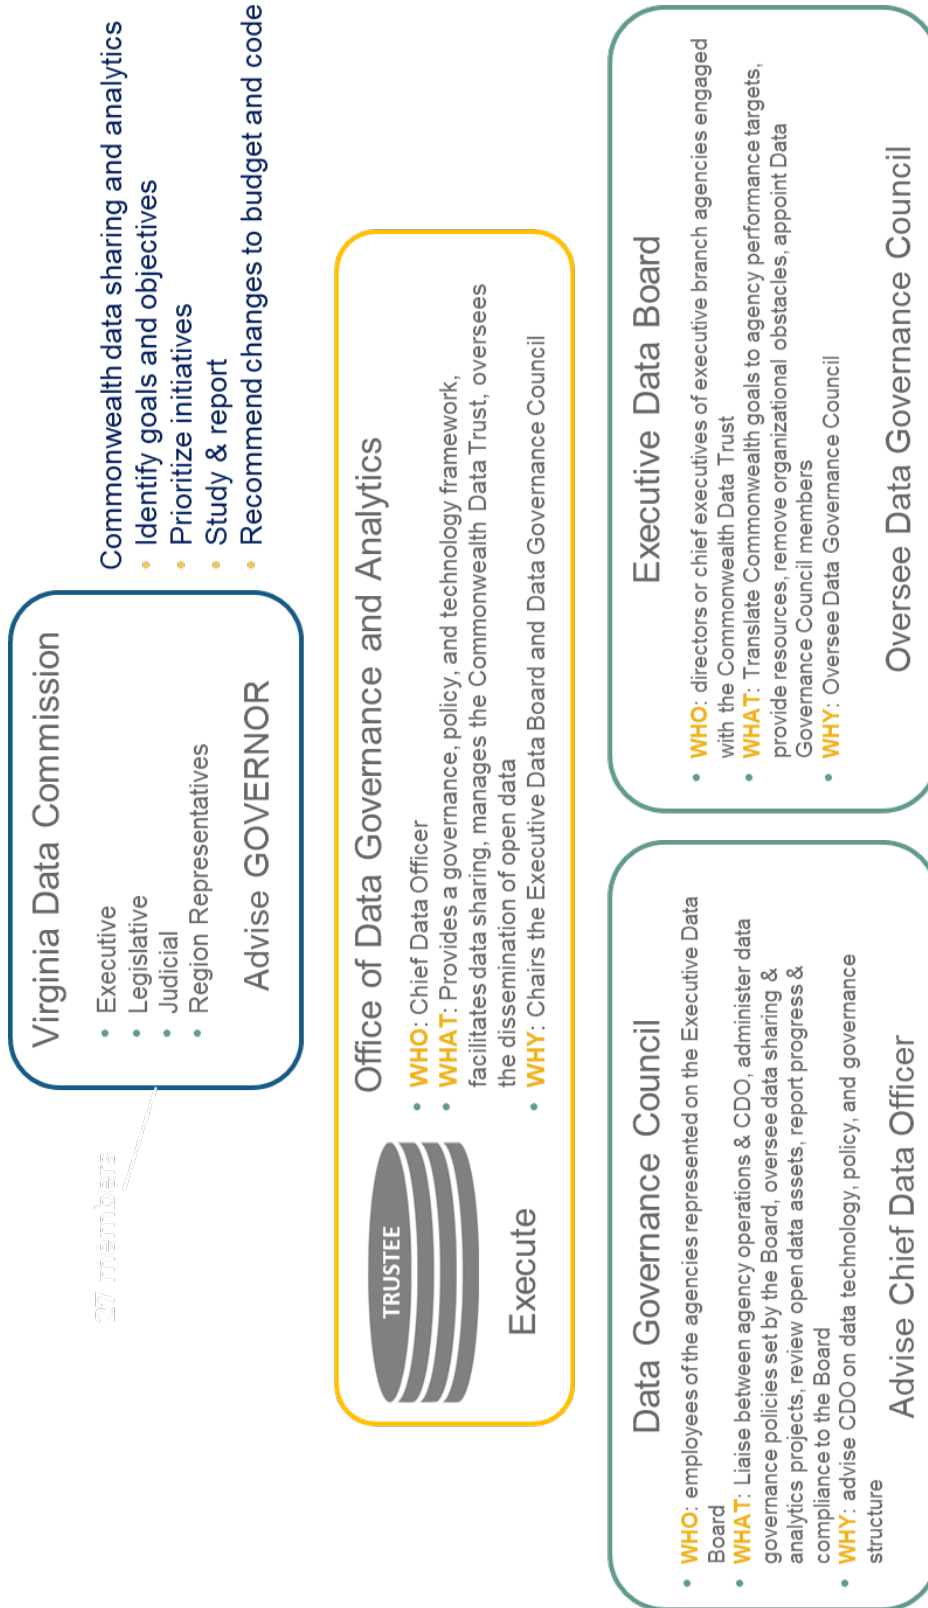 27 members
Virginia Data Commission
• Executive
• Legislative
• Judicial
• Region Representatives
Advise GOVERNOR
Commonwealth data sharing and analytics
• Identify goals and objectives
• Prioritize initiatives
• Study & report
• Recommend changes to budget and code
TRUSTEE
Execute
Office of Data Governance and Analytics
• WHO: Chief Data Officer
• WHAT: Provides a governance, policy, and technology framework,
facilitates data sharing, manages the Commonwealth Data Trust, oversees
the dissemination of open data
• WHY: Chairs the Executive Data Board and Data Governance Council
Data Governance Council
• WHO: employees of the agencies represented on the Executive Data
Board
• WHAT: Liaise between agency operations & CDO, administer data
governance policies set by the Board, oversee data sharing &
analytics projects, review open data assets, report progress &
compliance to the Board
• WHY: advise CDO on data technology, policy, and governance
structure
Advise Chief Data Officer
Executive Data Board
• WHO: directors or chief executives of executive branch agencies engaged
with the Commonwealth Data Trust
• WHAT: Translate Commonwealth goals to agency performance targets,
provide resources, remove organizational obstacles, appoint Data
Governance Council members
• WHY: Oversee Data Governance Council
Oversee Data Governance Council